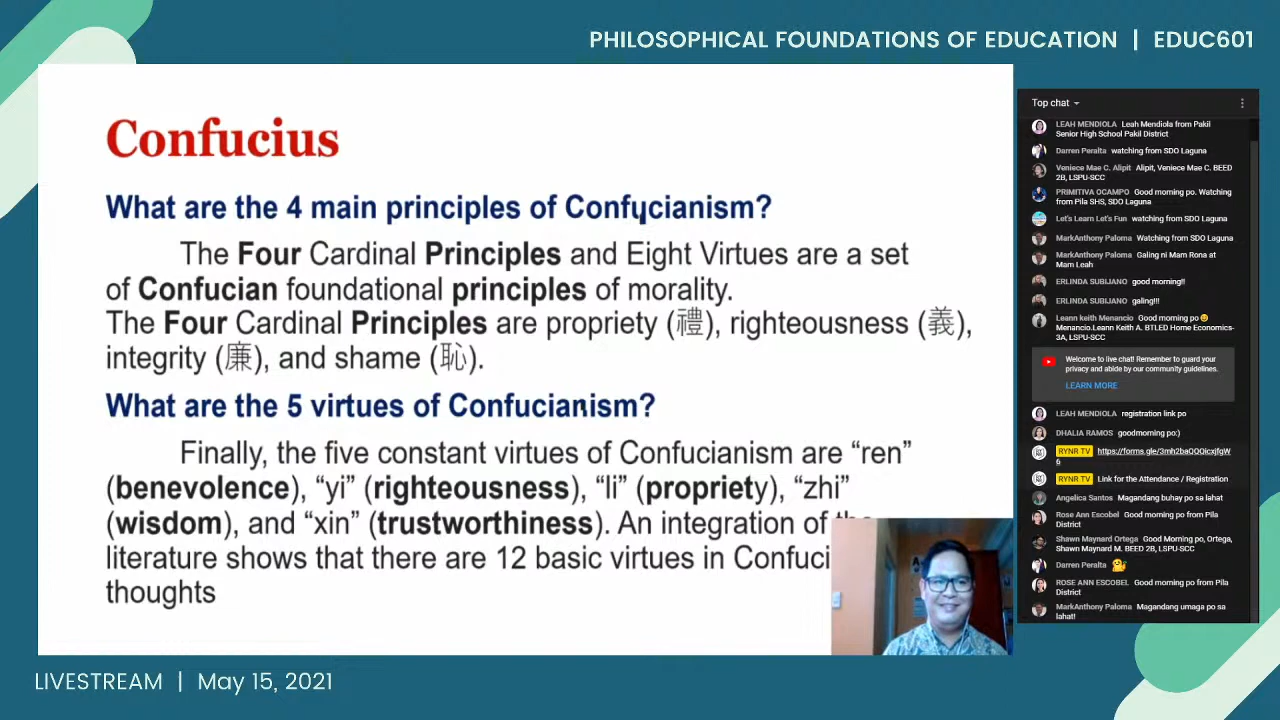 PHILOSOPHICAL FOUNDATIONS OF EDUCATION | EDUC601
Confucius
What are the 4 main principles of Confucianism?
The Four Cardinal Principles and Eight Virtues are a set
of Confucian foundational principles of morality.
The Four Cardinal Principles are propriety (禮), righteousness (義),
integrity (廉), and shame (恥).
What are the 5 virtues of Confucianism?
Finally, the five constant virtues of Confucianism are “ren”
(benevolence), “yi” (righteousness), “li” (propriety), “zhi”
(wisdom), and “xin” (trustworthiness). An integration of the
literature shows that there are 12 basic virtues in Confuci
thoughts
Top chat
LEAH MENDIOLA Leah Mendiola from Pakil
Senior High School Pakil District
Darren Peralta watching from SDO Laguna
Veniece Mae C. Alipit Alipit, Veniece Mae C. BEED
2B, LSPU-SCC
PRIMITIVA OCAMPO Good morning po. Watching
from Pila SHS, SDO Laguna
Let's Learn Let's Fun watching from SDO Laguna
MarkAnthony Paloma Watching from SDO Laguna
MarkAnthony Paloma Galing ni Mam Rona at
Mam Leah
ERLINDA SUBIJANO good morning!!
ERLINDA SUBIJANO galing!!!
Leann keith Menancio Good morning po😊
Menancio.Leann Keith A. BTLED Home Economics-
3A, LSPU-SCC
Welcome to live chat! Remember to guard your
privacy and abide by our community guidelines.
LEARN MORE
LEAH MENDIOLA registration link po
DHALIA RAMOS goodmorning po:)
RYNR TV
RYNR TV Link for the Attendance / Registration
Angelica Santos Magandang buhay po sa lahat
Rose Ann Escobel Good morning po from Pila
District
Shawn Maynard Ortega Good Morning po, Ortega,
Shawn Maynard M. BEED 2B, LSPU-SCC
Darren Peralta
ROSE ANN ESCOBEL Good morning po from Pila
District
MarkAnthony Paloma Magandang umaga po sa
lahat!
LIVESTREAM | May 15, 2021